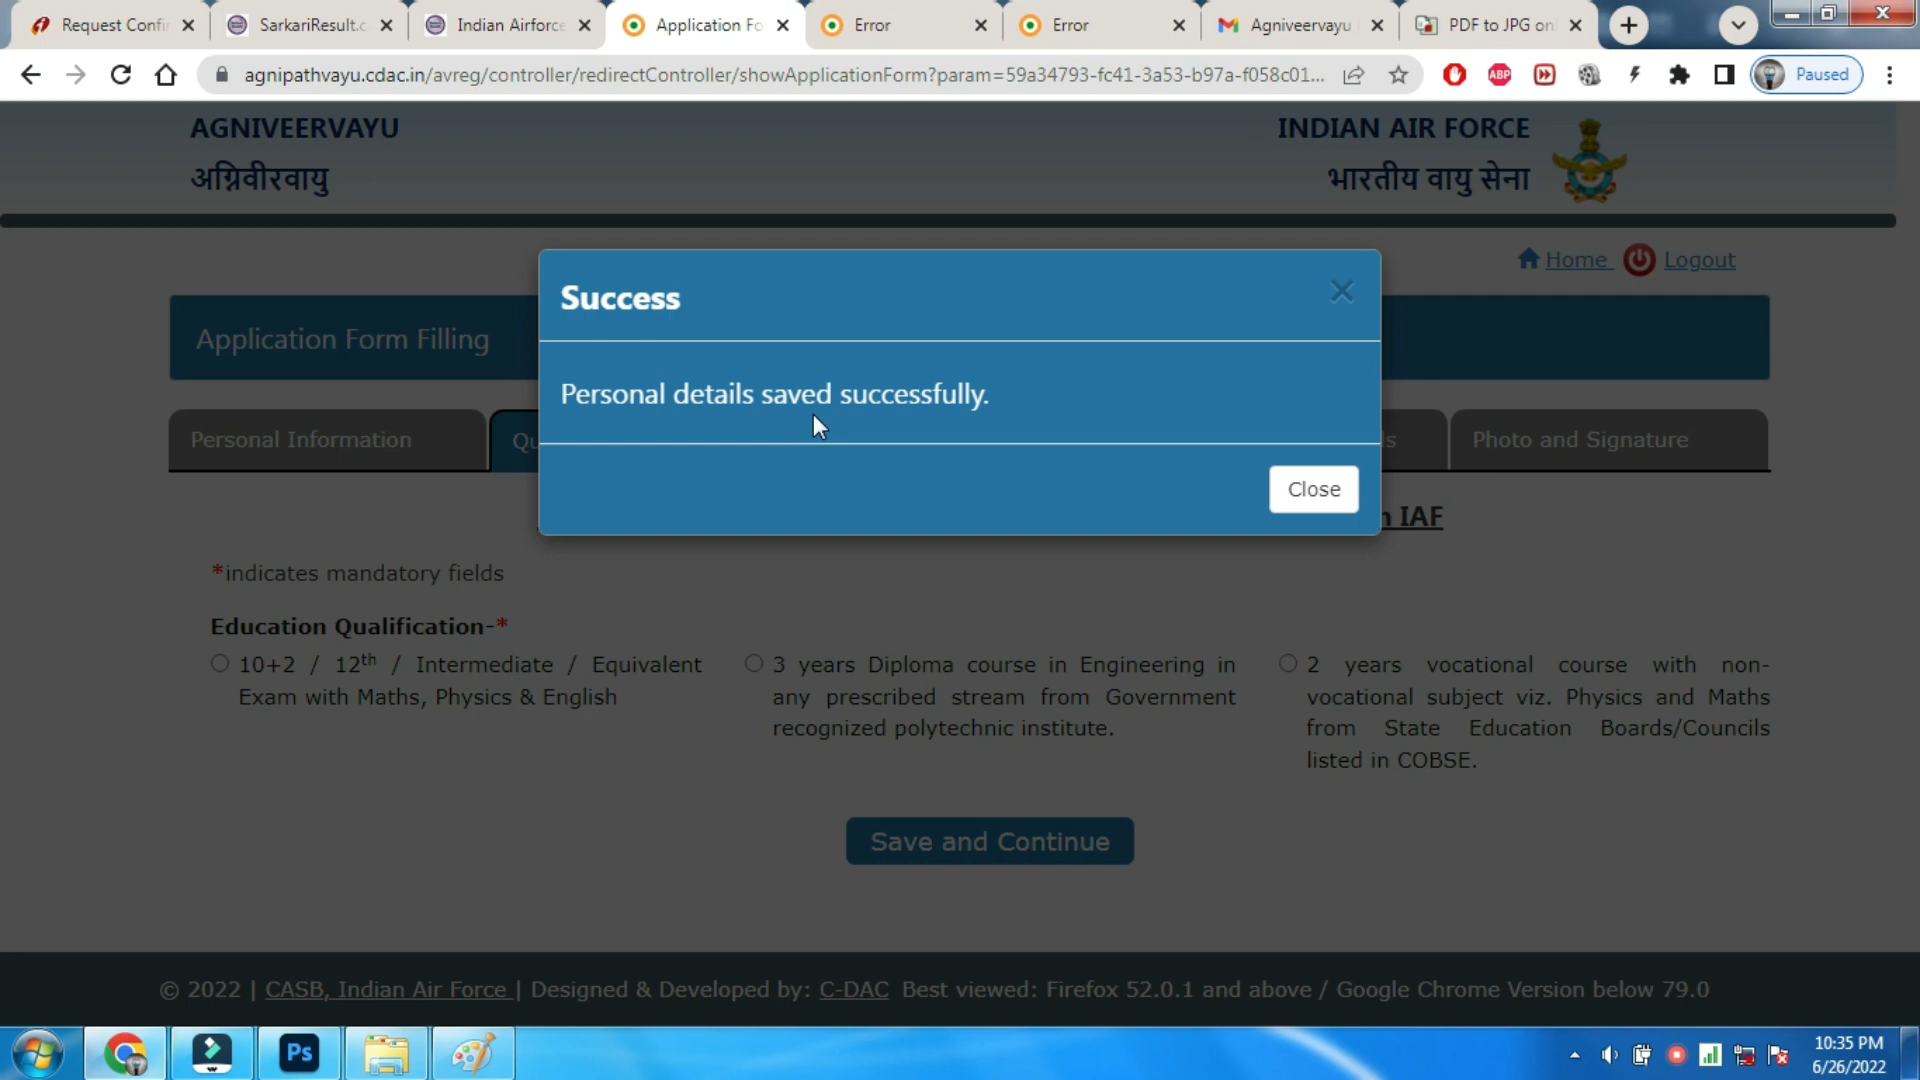 Request Confi
SarkariResult.c
Indian Airforce
Application Fo
Error
Error
Agniveervayu
PDF to JPG on
agnipathvayu.cdac.in/avreg/controller/redirectController/showApplicationForm?param=59a34793-fc41-3a53-b97a-f058c01...
ABP
Paused
AGNIVEERVAYU
अग्निवीरवायु
INDIAN AIR FORCE
भारतीय वायु सेना
Home
Logout
Application Form Filling
Success
Personal details saved successfully.
Close
Personal Information
Qu
ls
Photo and Signature
n IAF
*indicates mandatory fields
Education Qualification-*
10+2 / 12th / Intermediate / Equivalent
Exam with Maths, Physics & English
3 years Diploma course in Engineering in
any prescribed stream from Government
recognized polytechnic institute.
2 years vocational course with non-
vocational subject viz. Physics and Maths
from State Education Boards/Councils
listed in COBSE.
Save and Continue
© 2022 | CASB, Indian Air Force | Designed & Developed by: C-DAC Best viewed: Firefox 52.0.1 and above / Google Chrome Version below 79.0
Ps
10:35 PM
6/26/2022